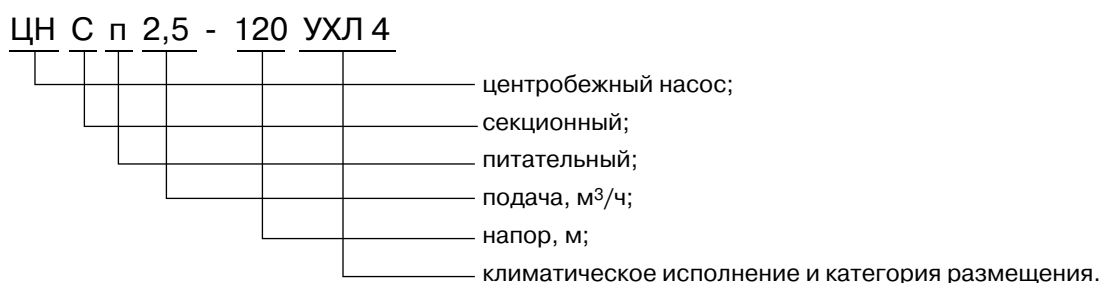 ЦН С п 2,5 - 120 УХЛ 4
центробежный насос;
секционный;
питательный;
подача, м³/ч;
напор, м;
климатическое исполнение и категория размещения.